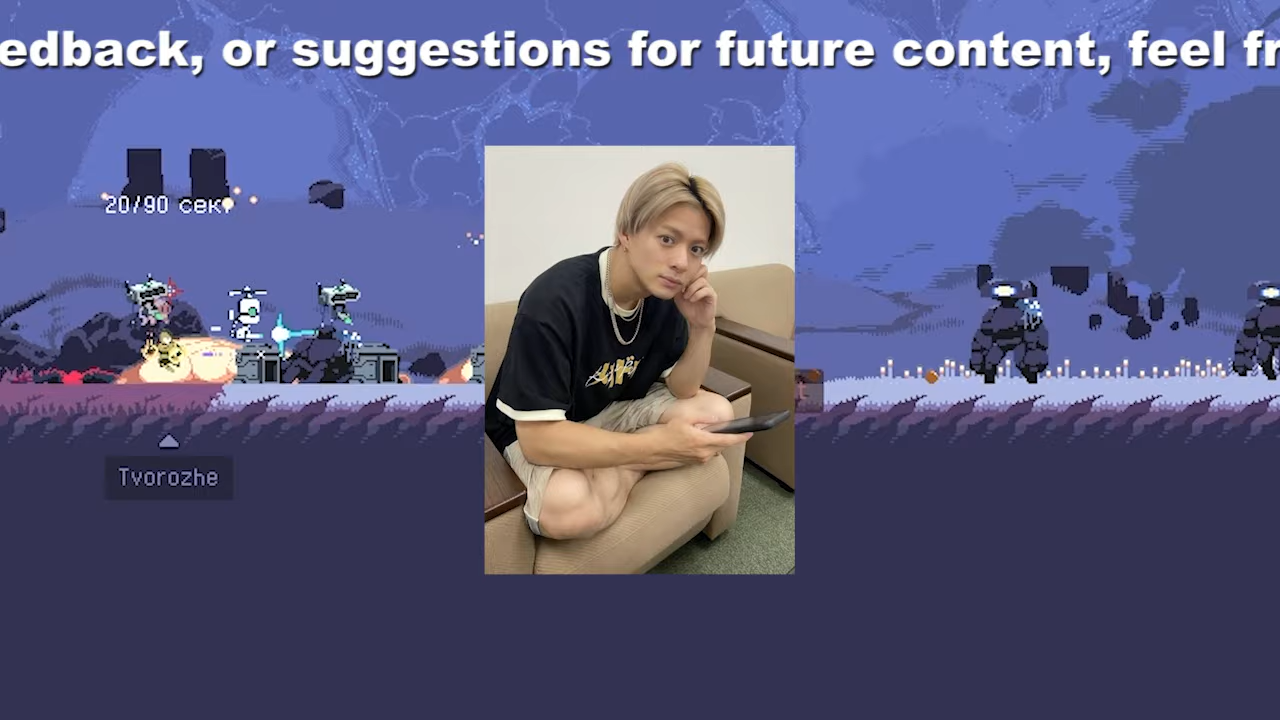 edback, or suggestions for future content, feel fr
20/90 сек.
Tvorozhe